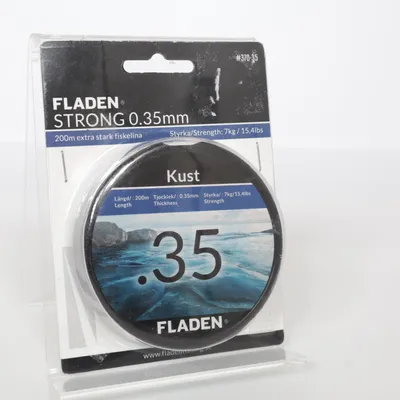 #370-35
FLADEN®
STRONG 0.35mm
200m extra stark fiskelina
Styrka/Strength: 7kg / 15,4lbs
Kust
Längd/ : 200m Tjocklek/ : 0.35mm Styrka/ : 7kg/15,4lbs
Length Thickness Strength
.35
FLADEN®